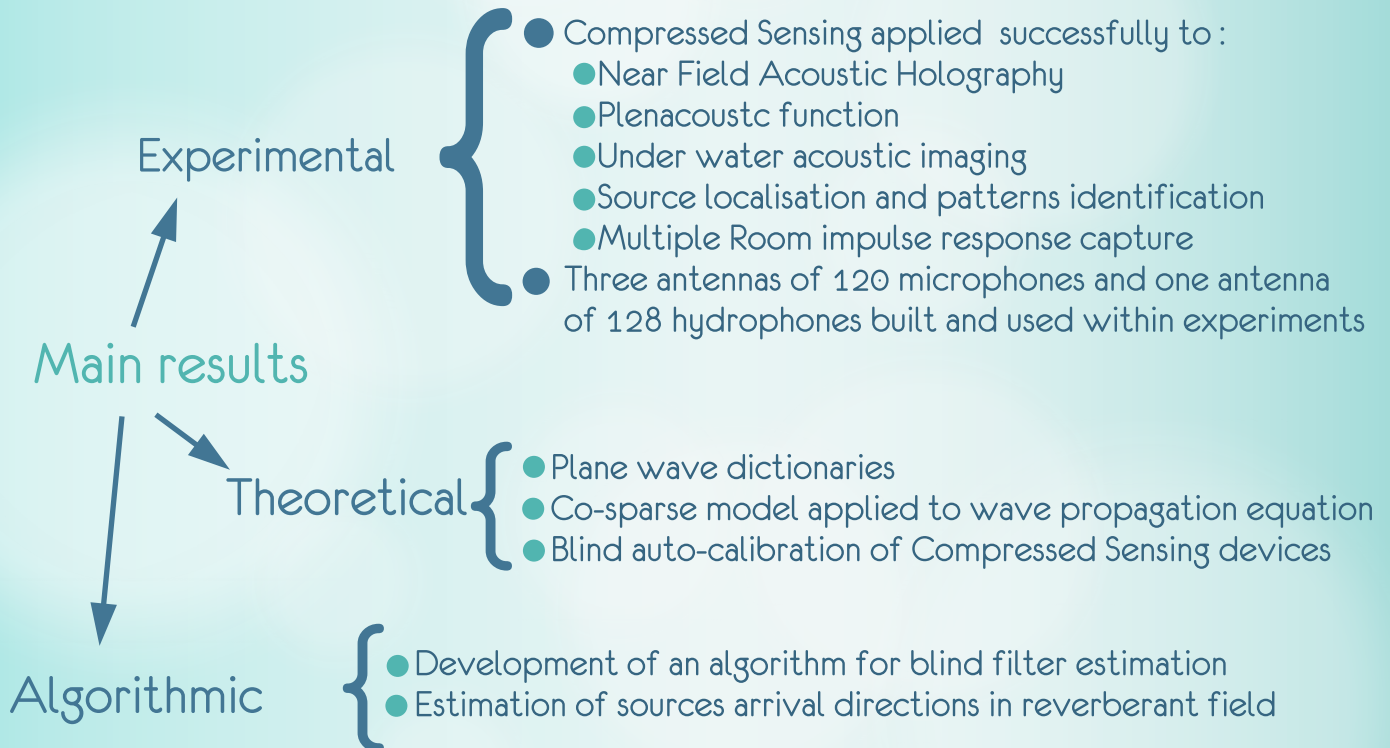 Experimental
Compressed Sensing applied successfully to :
Near Field Acoustic Holography
Plenacoustc function
Under water acoustic imaging
Source localisation and patterns identification
Multiple Room impulse response capture
Three antennas of 120 microphones and one antenna
of 128 hydrophones built and used within experiments
Main results
Theoretical
Plane wave dictionaries
Co-sparse model applied to wave propagation equation
Blind auto-calibration of Compressed Sensing devices
Algorithmic
Development of an algorithm for blind filter estimation
Estimation of sources arrival directions in reverberant field